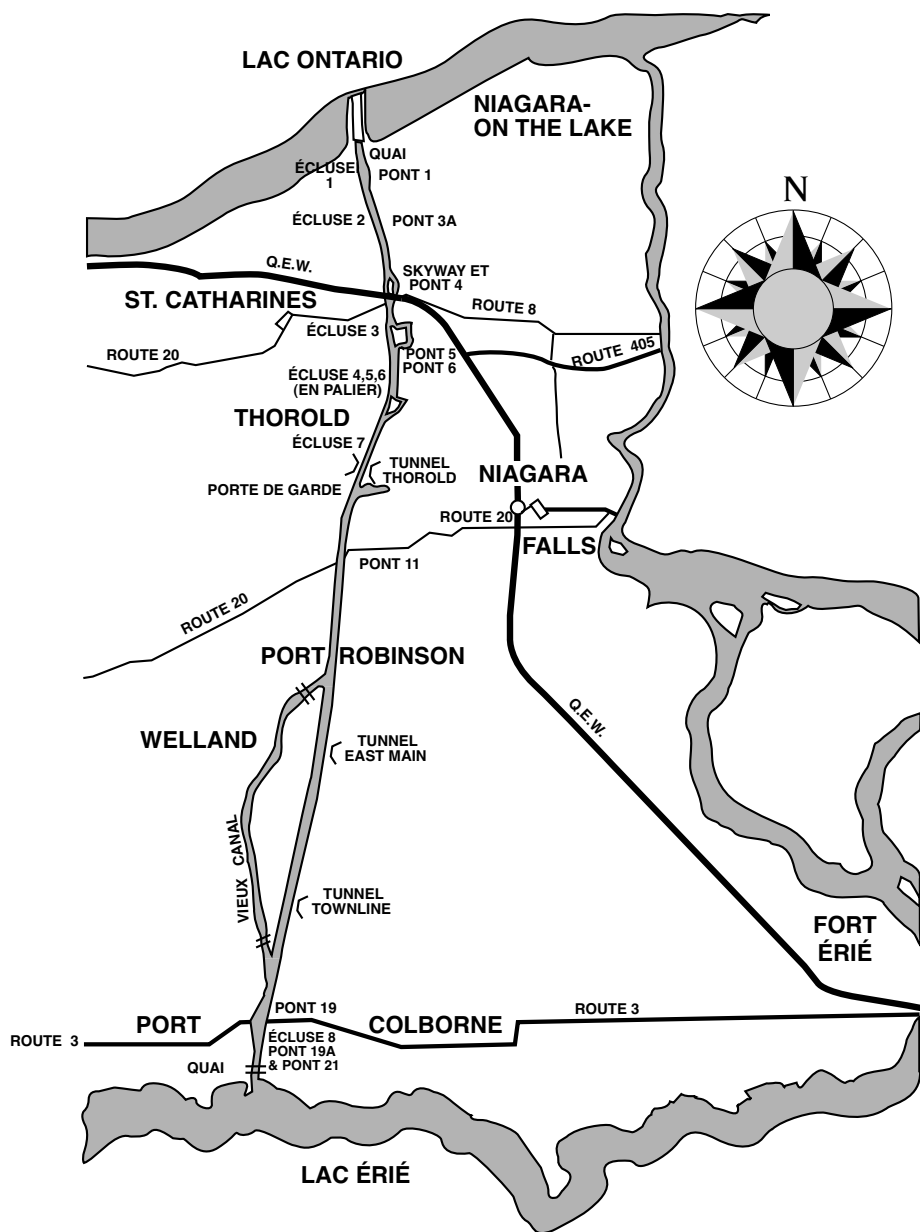 LAC ONTARIO
NIAGARA-
ON THE LAKE
QUAI
ÉCLUSE
1
PONT 1
N
ÉCLUSE 2
PONT 3A
Q.E.W.
SKYWAY ET
PONT 4
ST. CATHARINES
ROUTE 8
ÉCLUSE 3
ROUTE 20
PONT 5
PONT 6
ROUTE 405
ÉCLUSE 4,5,6
(EN PALIER)
THOROLD
ÉCLUSE 7
TUNNEL
THOROLD
NIAGARA
PORTE DE GARDE
ROUTE 20
FALLS
PONT 11
ROUTE 20
PORT ROBINSON
Q.E.W.
WELLAND
TUNNEL
EAST MAIN
VIEUX CANAL
TUNNEL
TOWNLINE
FORT
ÉRIÉ
PONT 19
ROUTE 3
PORT
COLBORNE
ROUTE 3
ÉCLUSE 8
PONT 19A
& PONT 21
QUAI
LAC ÉRIÉ